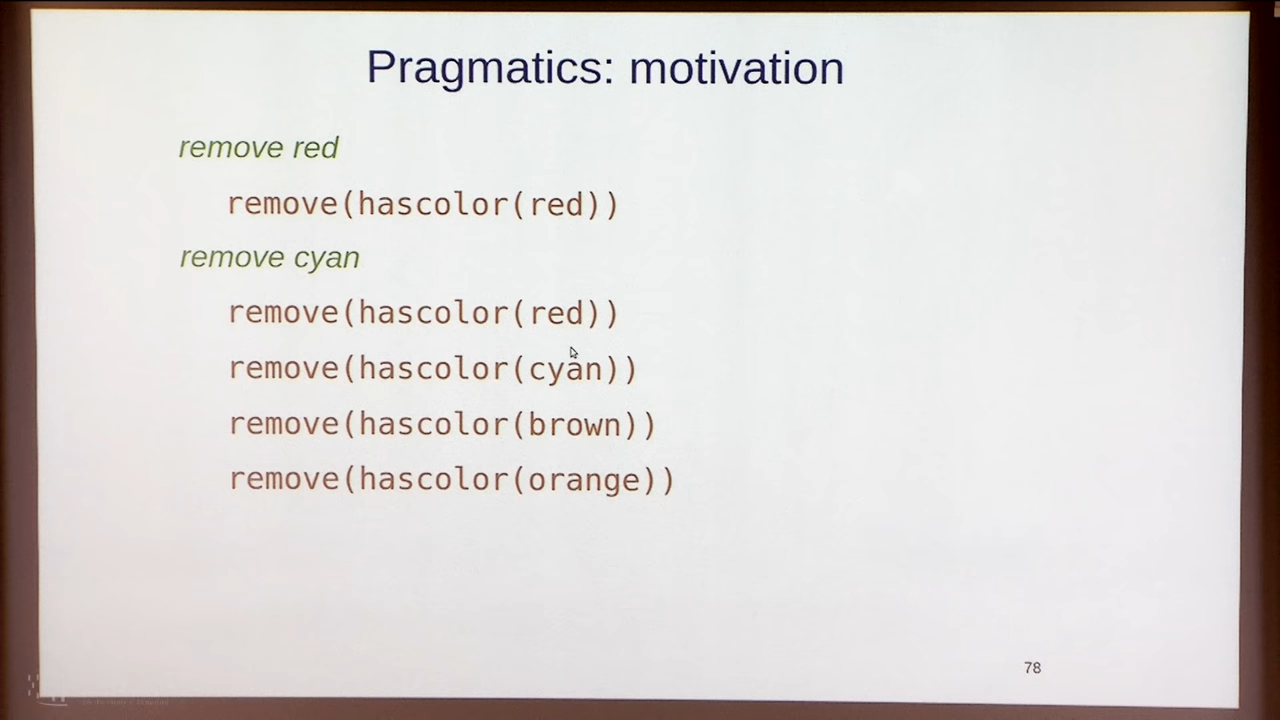 Pragmatics: motivation
remove red
remove(hascolor(red))
remove cyan
remove(hascolor(red))
remove(hascolor(cyan))
remove(hascolor(brown))
remove(hascolor(orange))
78